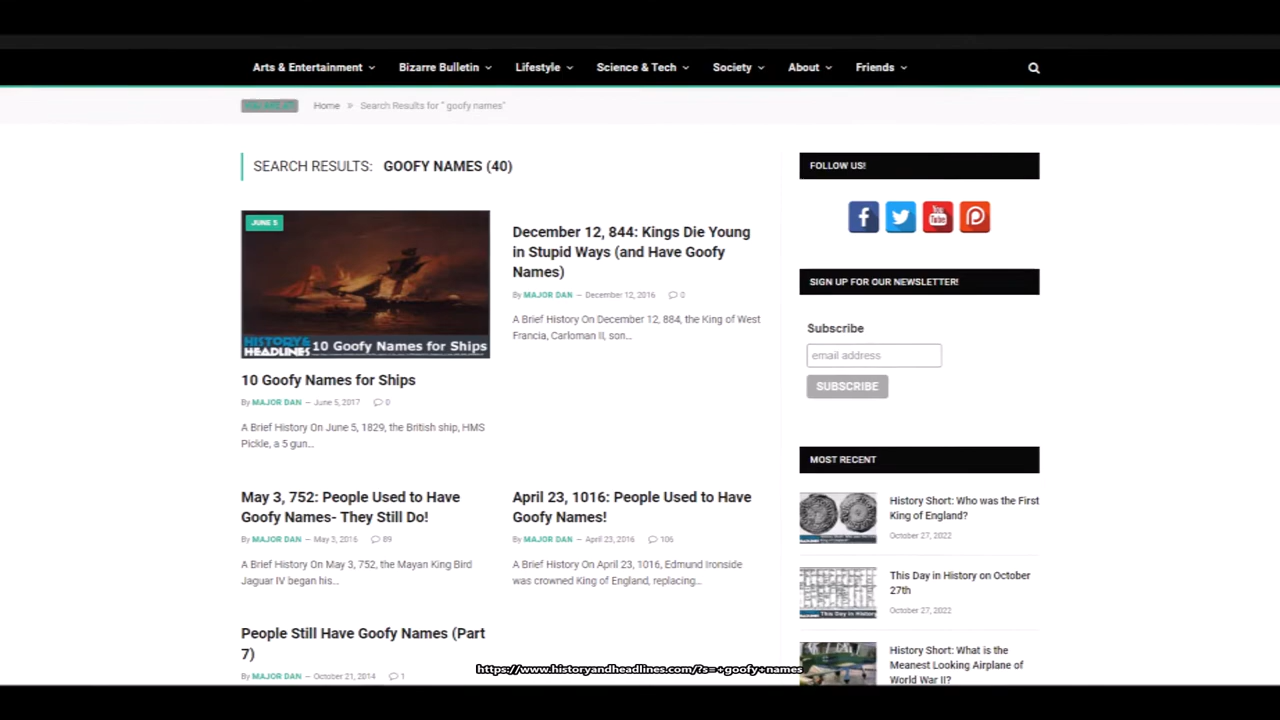 Arts & Entertainment Bizarre Bulletin Lifestyle Science & Tech Society About Friends
Home » Search Results for " goofy names"
SEARCH RESULTS: GOOFY NAMES (40)
JUNE 5
HISTORY & HEADLINES
10 Goofy Names for Ships
10 Goofy Names for Ships
By MAJOR DAN — June 5, 2017 0
A Brief History On June 5, 1829, the British ship, HMS
Pickle, a 5 gun...
December 12, 844: Kings Die Young
in Stupid Ways (and Have Goofy
Names)
By MAJOR DAN — December 12, 2016 0
A Brief History On December 12, 884, the King of West
Francia, Carloman II, son...
May 3, 752: People Used to Have
Goofy Names- They Still Do!
By MAJOR DAN — May 3, 2016 89
A Brief History On May 3, 752, the Mayan King Bird
Jaguar IV began his...
April 23, 1016: People Used to Have
Goofy Names!
By MAJOR DAN — April 23, 2016 106
A Brief History On April 23, 1016, Edmund Ironside
was crowned King of England, replacing...
People Still Have Goofy Names (Part
7)
By MAJOR DAN — October 21, 2014 1
FOLLOW US!
You Tube
SIGN UP FOR OUR NEWSLETTER!
Subscribe
email address
SUBSCRIBE
MOST RECENT
History Short: Who was the First
King of England?
October 27, 2022
This Day in History on October
27th
October 27, 2022
This Day in History
History Short: What is the
Meanest Looking Airplane of
World War II?
https://www.historyandheadlines.com/?s=+goofy+names